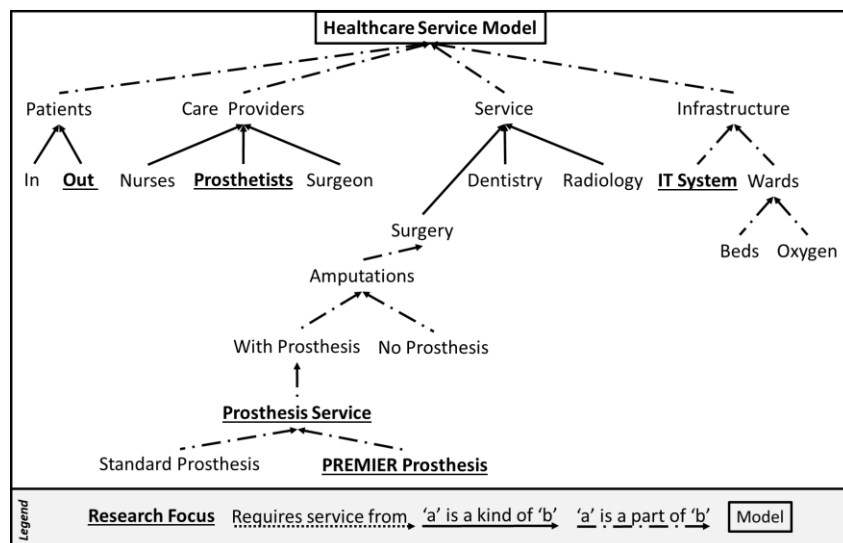 Healthcare Service Model
Patients Care Providers Service Infrastructure
In Out Nurses Prosthetists Surgeon Dentistry Radiology IT System Wards
Surgery Beds Oxygen
Amputations
With Prosthesis No Prosthesis
Prosthesis Service
Standard Prosthesis PREMIER Prosthesis
Legend Research Focus Requires service from 'a' is a kind of 'b' 'a' is a part of 'b' Model